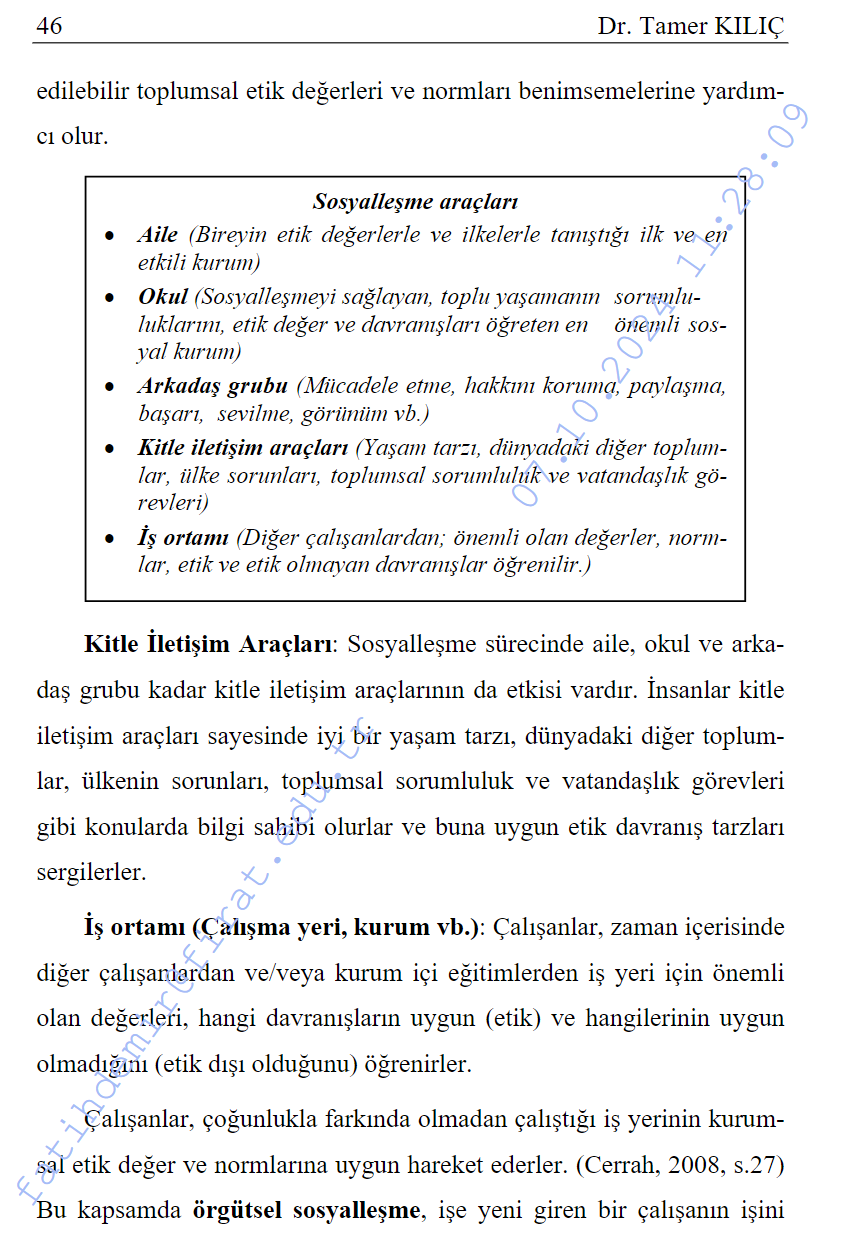 46 Dr. Tamer KILIÇ
edilebilir toplumsal etik değerleri ve normları benimsemelerine yardım-
cı olur.
Sosyalleşme araçları
• Aile (Bireyin etik değerlerle ve ilkelerle tanıştığı ilk ve en
etkili kurum)
• Okul (Sosyalleşmeyi sağlayan, toplu yaşamanın sorumlu-
luklarını, etik değer ve davranışları öğreten en önemli sos-
yal kurum)
• Arkadaş grubu (Mücadele etme, hakkını koruma, paylaşma,
başarı, sevilme, görünüm vb.)
• Kitle iletişim araçları (Yaşam tarzı, dünyadaki diğer toplum-
lar, ülke sorunları, toplumsal sorumluluk ve vatandaşlık gö-
revleri)
• İş ortamı (Diğer çalışanlardan; önemli olan değerler, norm-
lar, etik ve etik olmayan davranışlar öğrenilir.)
Kitle İletişim Araçları: Sosyalleşme sürecinde aile, okul ve arka-
daş grubu kadar kitle iletişim araçlarının da etkisi vardır. İnsanlar kitle
iletişim araçları sayesinde iyi bir yaşam tarzı, dünyadaki diğer toplum-
lar, ülkenin sorunları, toplumsal sorumluluk ve vatandaşlık görevleri
gibi konularda bilgi sahibi olurlar ve buna uygun etik davranış tarzları
sergilerler.
İş ortamı (Çalışma yeri, kurum vb.): Çalışanlar, zaman içerisinde
diğer çalışanlardan ve/veya kurum içi eğitimlerden iş yeri için önemli
olan değerleri, hangi davranışların uygun (etik) ve hangilerinin uygun
olmadığını (etik dışı olduğunu) öğrenirler.
Çalışanlar, çoğunlukla farkında olmadan çalıştığı iş yerinin kurum-
sal etik değer ve normlarına uygun hareket ederler. (Cerrah, 2008, s.27)
Bu kapsamda örgütsel sosyalleşme, işe yeni giren bir çalışanın işini
fatihdemir@firat.edu.tr 07.10.2024 11:28:09